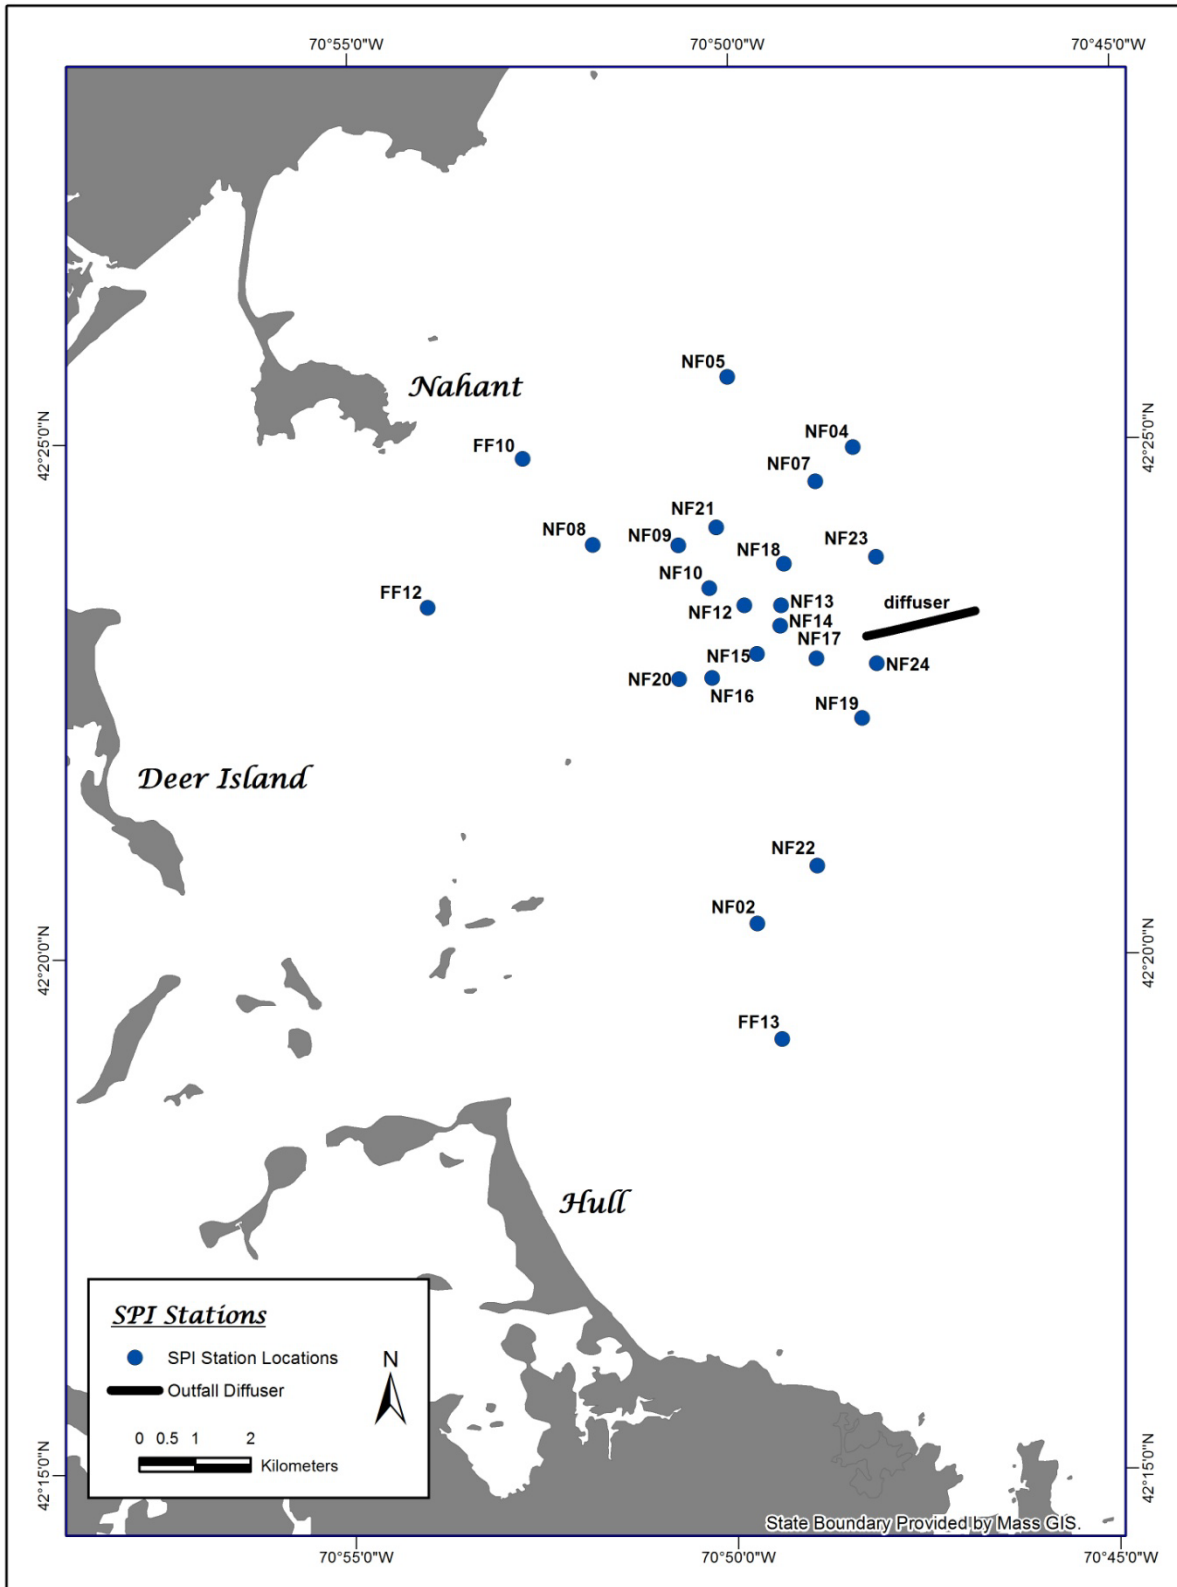 70°55'0"W 70°50'0"W 70°45'0"W
NF05
Nahant
NF04
FF10
42°25'0"N
42°25'0"N
NF07
NF21
NF08
NF09
NF18
NF23
NF10
FF12
NF12
NF13
diffuser
NF14
NF17
NF15
NF24
NF20
NF16
NF19
Deer Island
NF22
NF02
42°20'0"N
42°20'0"N
FF13
Hull
SPI Stations
SPI Station Locations
N
Outfall Diffuser
0 0.5 1 2
Kilometers
42°15'0"N
42°15'0"N
State Boundary Provided by Mass GIS.
70°55'0"W 70°50'0"W 70°45'0"W